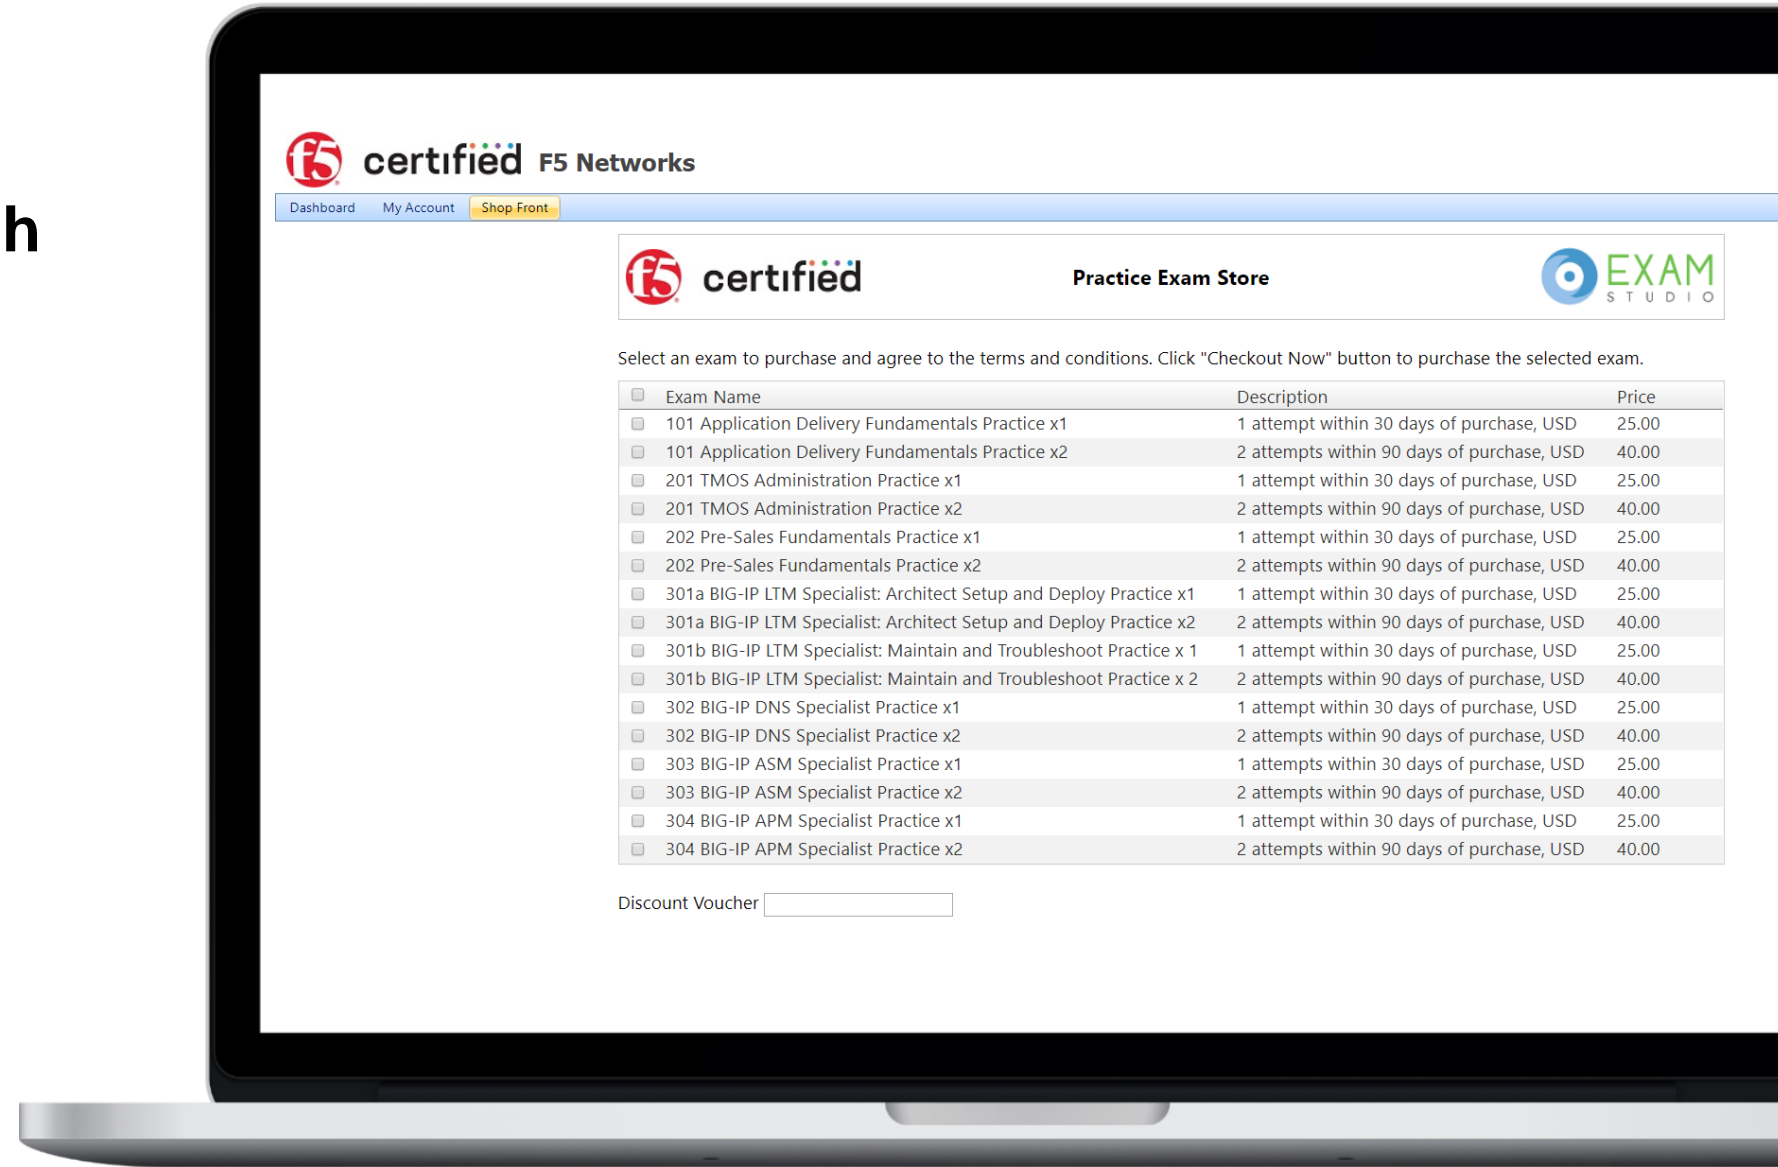 h
f5 certified F5 Networks
Dashboard My Account Shop Front
f5 certified Practice Exam Store EXAM STUDIO
Select an exam to purchase and agree to the terms and conditions. Click "Checkout Now" button to purchase the selected exam.
Exam Name Description Price
101 Application Delivery Fundamentals Practice x1 1 attempt within 30 days of purchase, USD 25.00
101 Application Delivery Fundamentals Practice x2 2 attempts within 90 days of purchase, USD 40.00
201 TMOS Administration Practice x1 1 attempt within 30 days of purchase, USD 25.00
201 TMOS Administration Practice x2 2 attempts within 90 days of purchase, USD 40.00
202 Pre-Sales Fundamentals Practice x1 1 attempt within 30 days of purchase, USD 25.00
202 Pre-Sales Fundamentals Practice x2 2 attempts within 90 days of purchase, USD 40.00
301a BIG-IP LTM Specialist: Architect Setup and Deploy Practice x1 1 attempt within 30 days of purchase, USD 25.00
301a BIG-IP LTM Specialist: Architect Setup and Deploy Practice x2 2 attempts within 90 days of purchase, USD 40.00
301b BIG-IP LTM Specialist: Maintain and Troubleshoot Practice x 1 1 attempt within 30 days of purchase, USD 25.00
301b BIG-IP LTM Specialist: Maintain and Troubleshoot Practice x 2 2 attempts within 90 days of purchase, USD 40.00
302 BIG-IP DNS Specialist Practice x1 1 attempt within 30 days of purchase, USD 25.00
302 BIG-IP DNS Specialist Practice x2 2 attempts within 90 days of purchase, USD 40.00
303 BIG-IP ASM Specialist Practice x1 1 attempts within 30 days of purchase, USD 25.00
303 BIG-IP ASM Specialist Practice x2 2 attempts within 90 days of purchase, USD 40.00
304 BIG-IP APM Specialist Practice x1 1 attempt within 30 days of purchase, USD 25.00
304 BIG-IP APM Specialist Practice x2 2 attempts within 90 days of purchase, USD 40.00
Discount Voucher